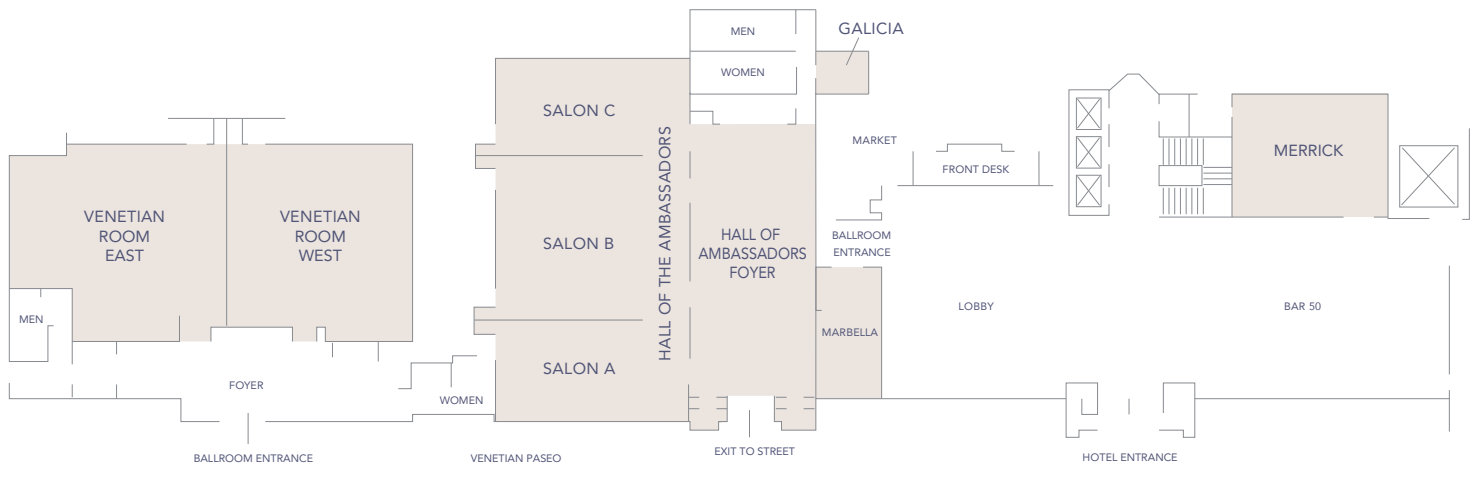 MEN
GALICIA
WOMEN
SALON C
MARKET
MERRICK
FRONT DESK
VENETIAN
ROOM
EAST
VENETIAN
ROOM
WEST
SALON B
HALL OF THE AMBASSADORS
HALL OF
AMBASSADORS
FOYER
BALLROOM
ENTRANCE
MEN
LOBBY
BAR 50
MARBELLA
SALON A
FOYER
WOMEN
BALLROOM ENTRANCE
VENETIAN PASEO
EXIT TO STREET
HOTEL ENTRANCE